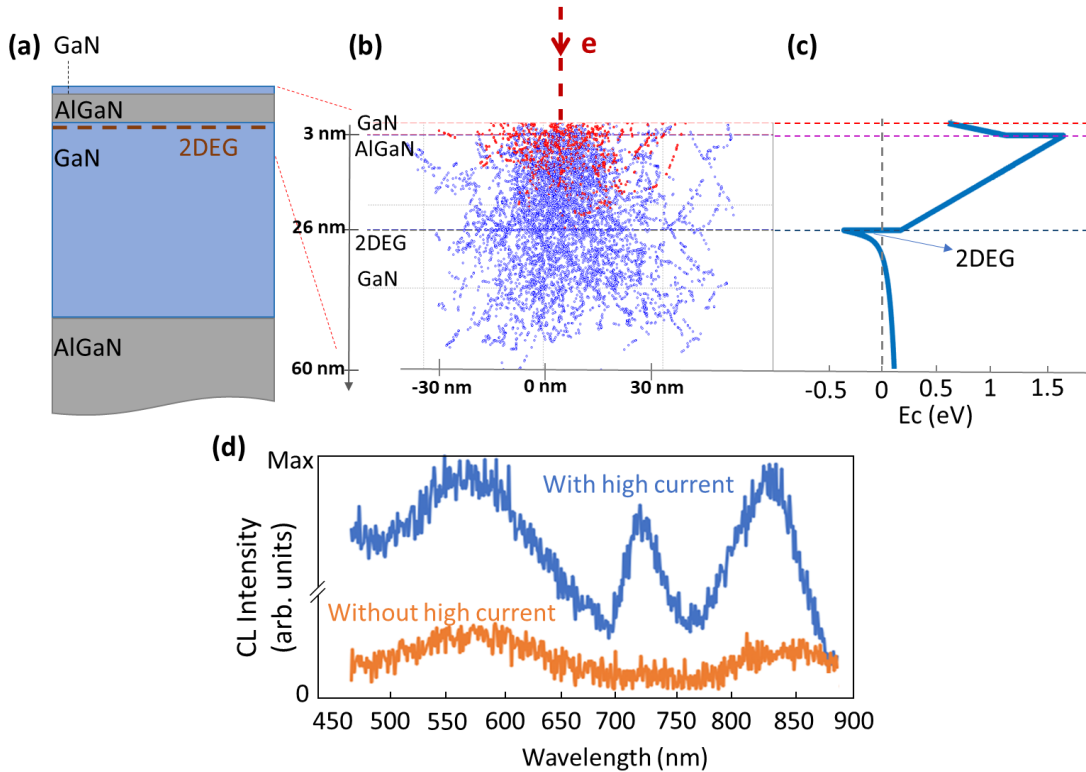 (a)
GaN
AlGaN
2DEG
GaN
AlGaN
(b)
e
GaN
3 nm
AlGaN
26 nm
2DEG
GaN
60 nm
-30 nm
0 nm
30 nm
(c)
2DEG
-0.5
0
0.5
1
1.5
Ec (eV)
(d)
Max
With high current
CL Intensity
(arb. units)
Without high current
0
450 500 550 600 650 700 750 800 850 900
Wavelength (nm)